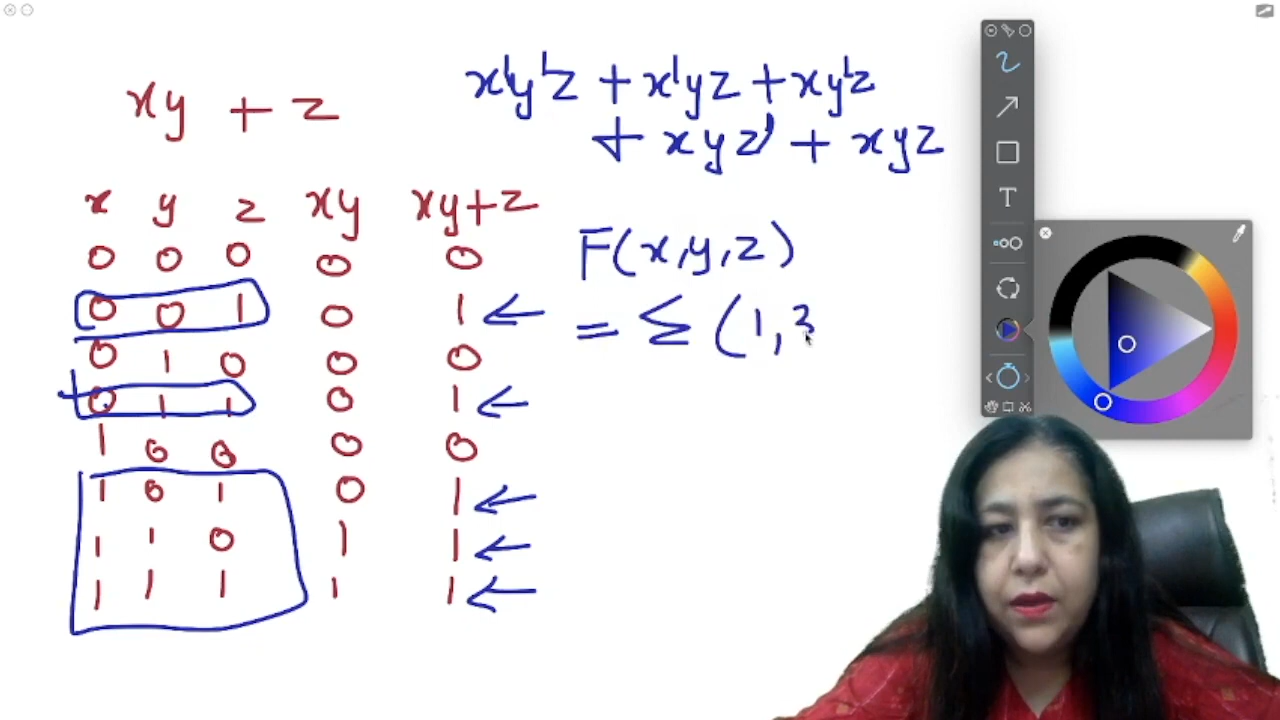 xy + z
x'y'z + x'yz + xy'z
+ xyz' + xyz
x y z xy xy+z
0 0 0 0 0
0 0 1 0 1 ←
0 1 0 0 0
0 1 1 0 1 ←
1 0 0 0 0
1 0 1 0 1 ←
1 1 0 1 1 ←
1 1 1 1 1 ←
F(x,y,z)
= Σ (1,3
T